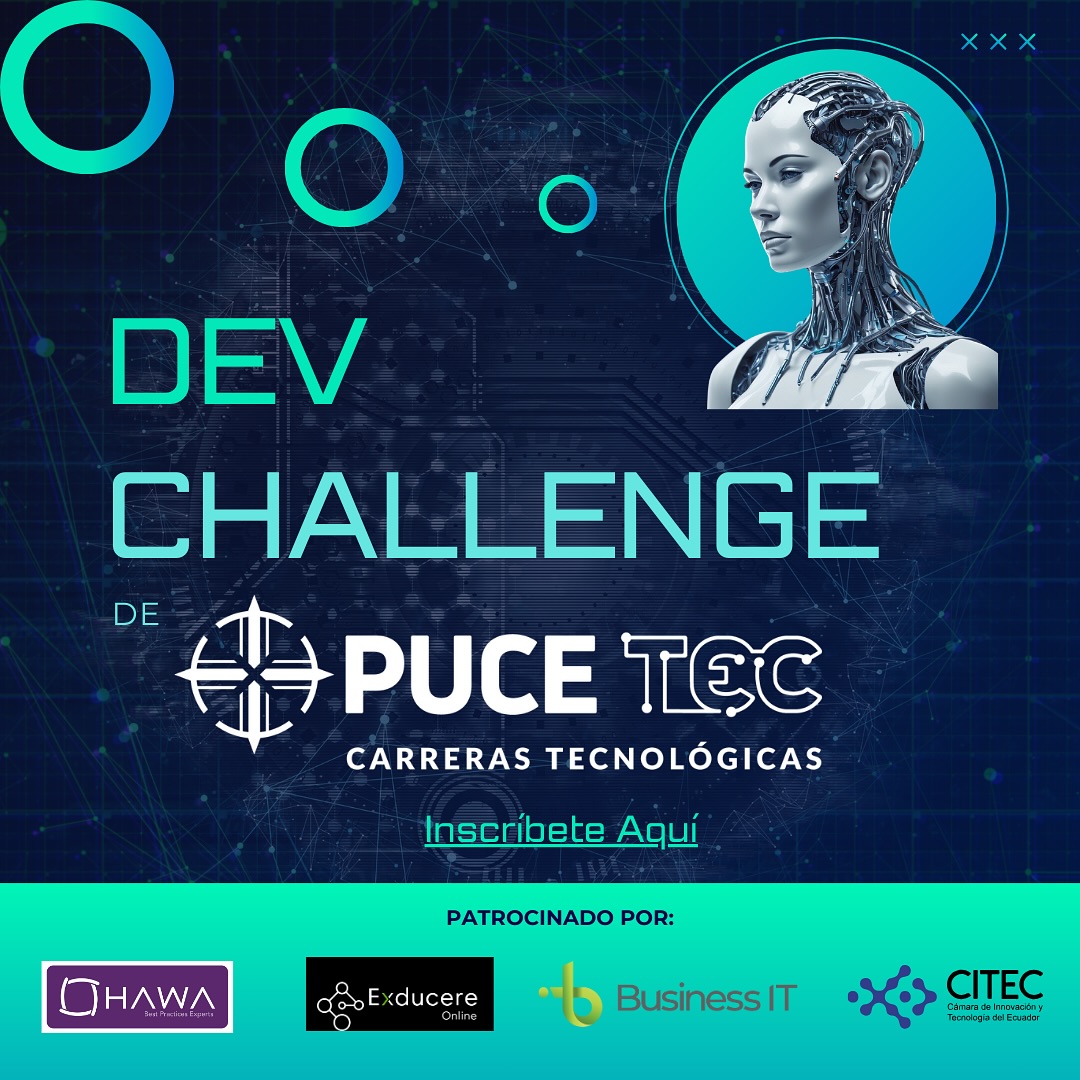 DEV
CHALLENGE
DE
PUCE TEC
CARRERAS TECNOLÓGICAS
Inscríbete Aquí
PATROCINADO POR:
HAWA
Best Practices Experts
Exducere
Online
Business IT
CITEC
Cámara de Innovación y
Tecnología del Ecuador